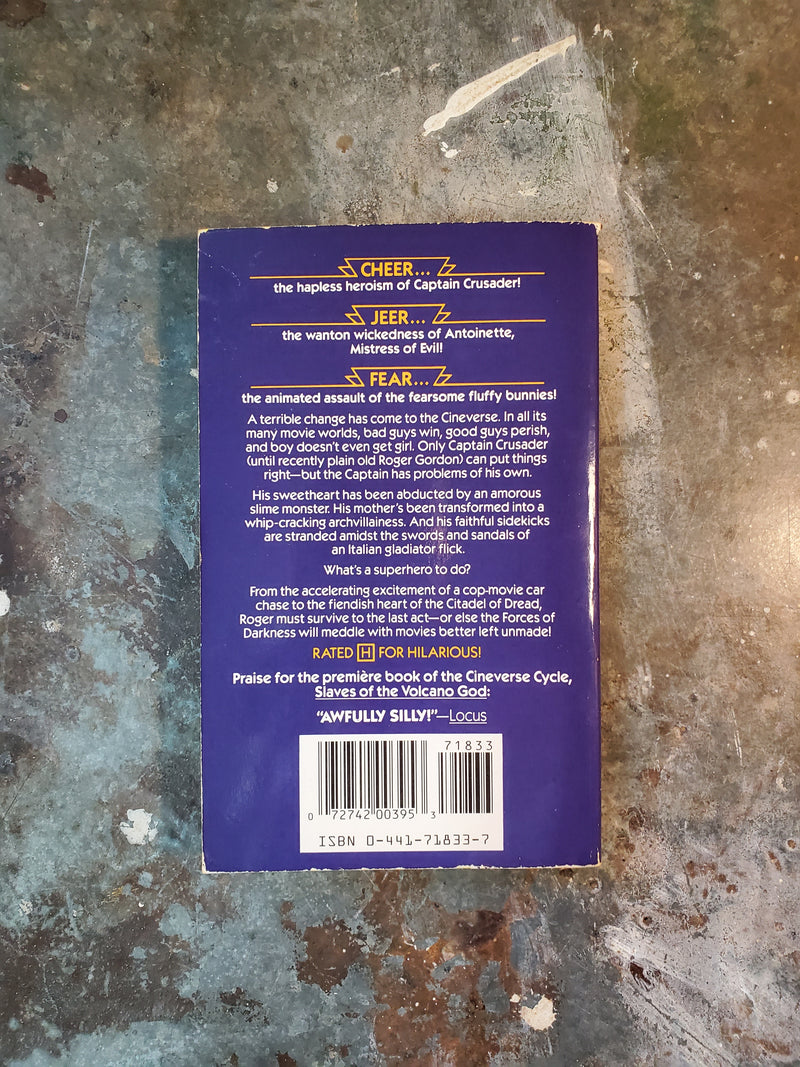 CHEER...
the hapless heroism of Captain Crusader!
JEER...
the wanton wickedness of Antoinette,
Mistress of Evil!
FEAR...
the animated assault of the fearsome fluffy bunnies!
A terrible change has come to the Cineverse. In all its
many movie worlds, bad guys win, good guys perish,
and boy doesn't even get girl. Only Captain Crusader
(until recently plain old Roger Gordon) can put things
right—but the Captain has problems of his own.
His sweetheart has been abducted by an amorous
slime monster. His mother's been transformed into a
whip-cracking archvillainess. And his faithful sidekicks
are stranded amidst the swords and sandals of
an Italian gladiator flick.
What's a superhero to do?
From the accelerating excitement of a cop-movie car
chase to the fiendish heart of the Citadel of Dread,
Roger must survive to the last act—or else the Forces of
Darkness will meddle with movies better left unmade!
RATED H FOR HILARIOUS!
Praise for the première book of the Cineverse Cycle,
Slaves of the Volcano God:
"AWFULLY SILLY!"—Locus
71833
0 72742 00395 3
ISBN 0-441-71833-7